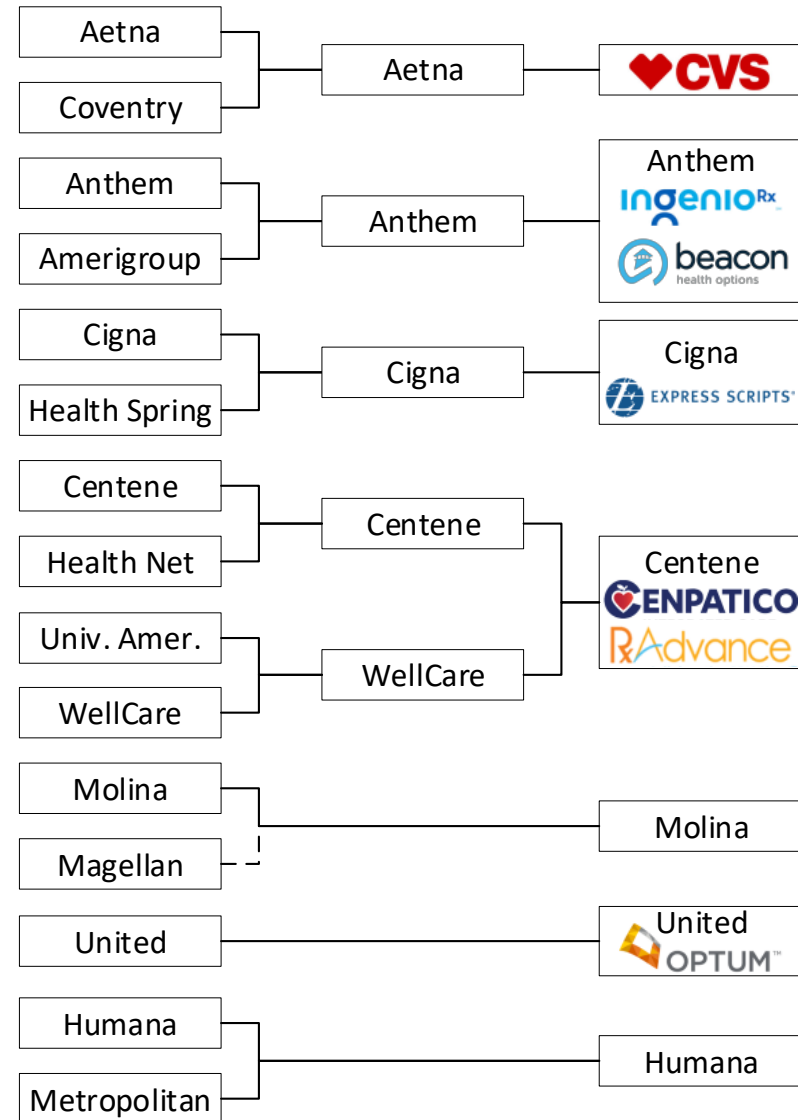 Aetna
Coventry
Aetna
CVS
Anthem
Amerigroup
Anthem
Anthem
ingenioRx
beacon
health options
Cigna
Health Spring
Cigna
Cigna
EXPRESS SCRIPTS®
Centene
Health Net
Centene
Univ. Amer.
WellCare
WellCare
Centene
CENPATICO
RxAdvance
Molina
Magellan
Molina
United
United
OPTUM™
Humana
Metropolitan
Humana